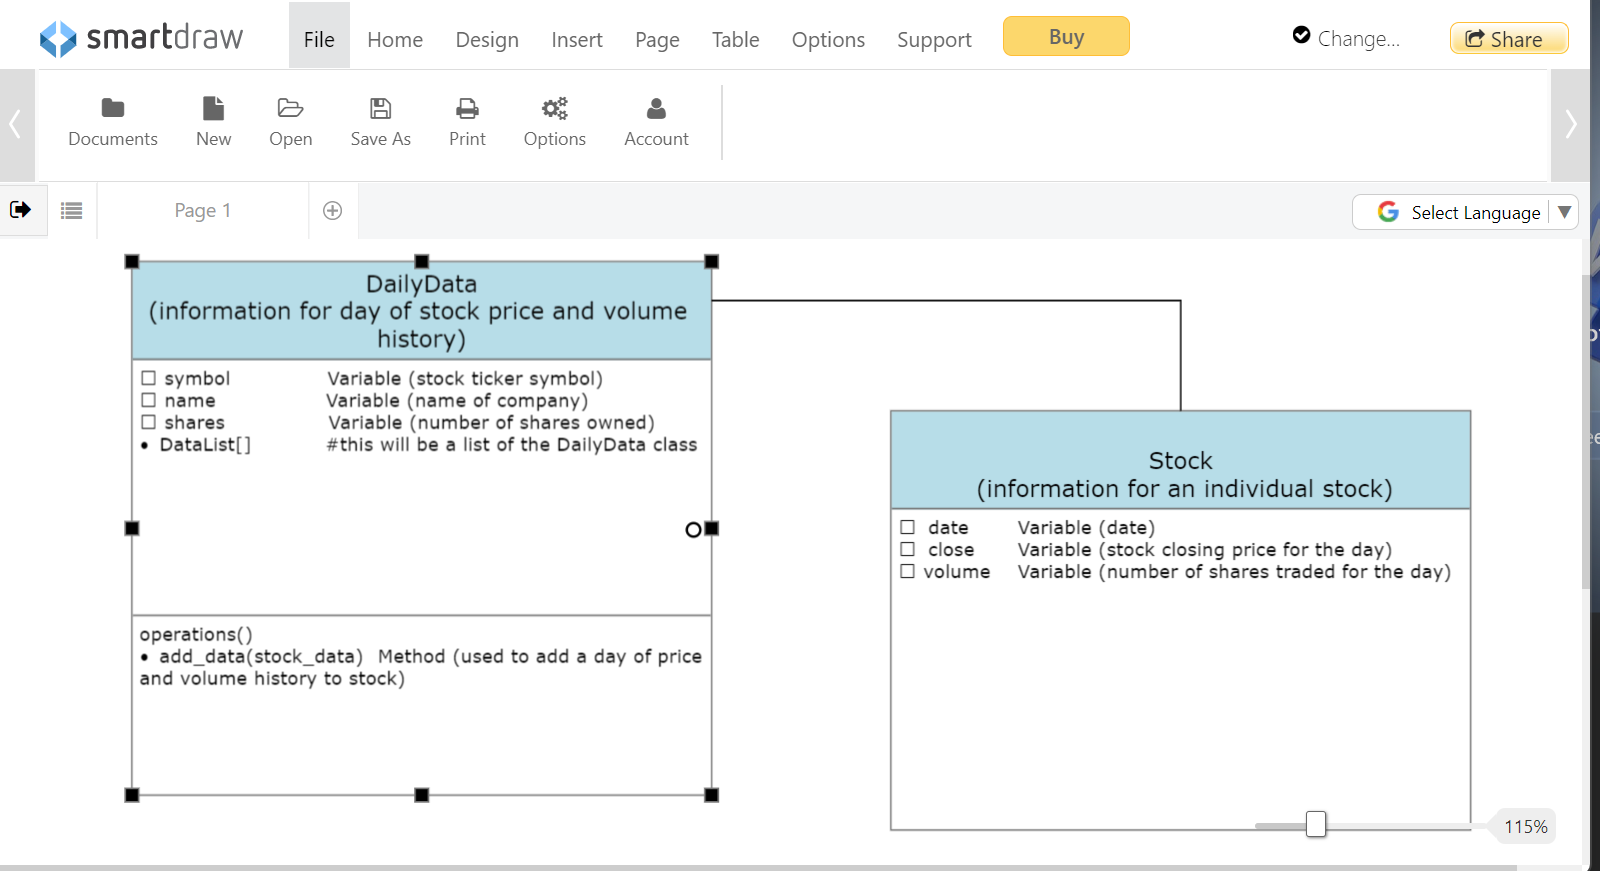 smartdraw
File Home Design Insert Page Table Options Support Buy Change... Share
Documents New Open Save As Print Options Account
Page 1
Select Language
DailyData
(information for day of stock price and volume
history)
☐ symbol Variable (stock ticker symbol)
☐ name Variable (name of company)
☐ shares Variable (number of shares owned)
• DataList[] #this will be a list of the DailyData class
operations()
• add_data(stock_data) Method (used to add a day of price
and volume history to stock)
Stock
(information for an individual stock)
☐ date Variable (date)
☐ close Variable (stock closing price for the day)
☐ volume Variable (number of shares traded for the day)
115%